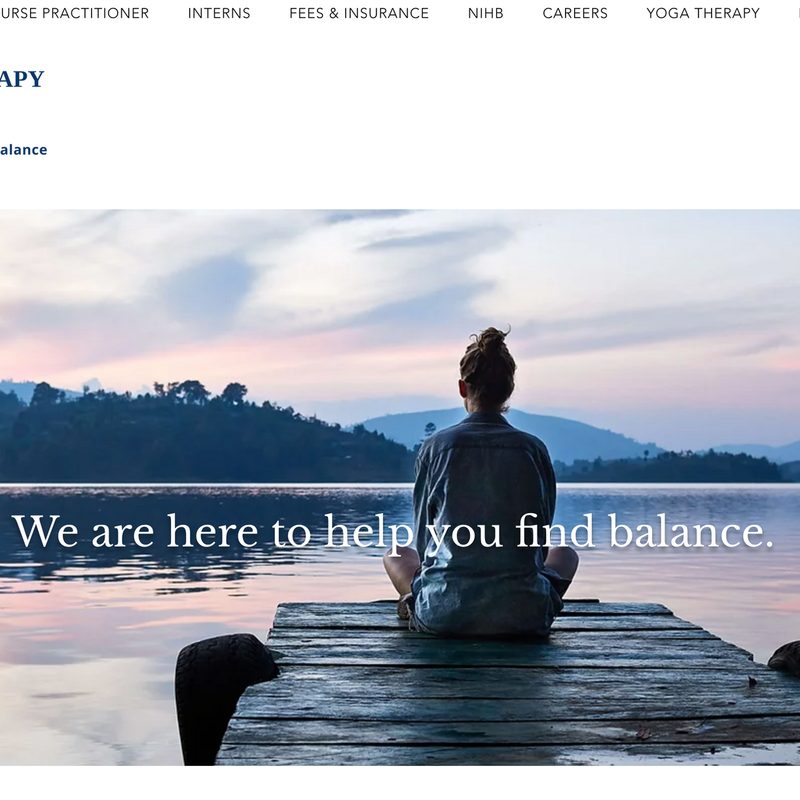 URSE PRACTITIONER INTERNS FEES & INSURANCE NIHB CAREERS YOGA THERAPY
APY
alance
We are here to help you find balance.